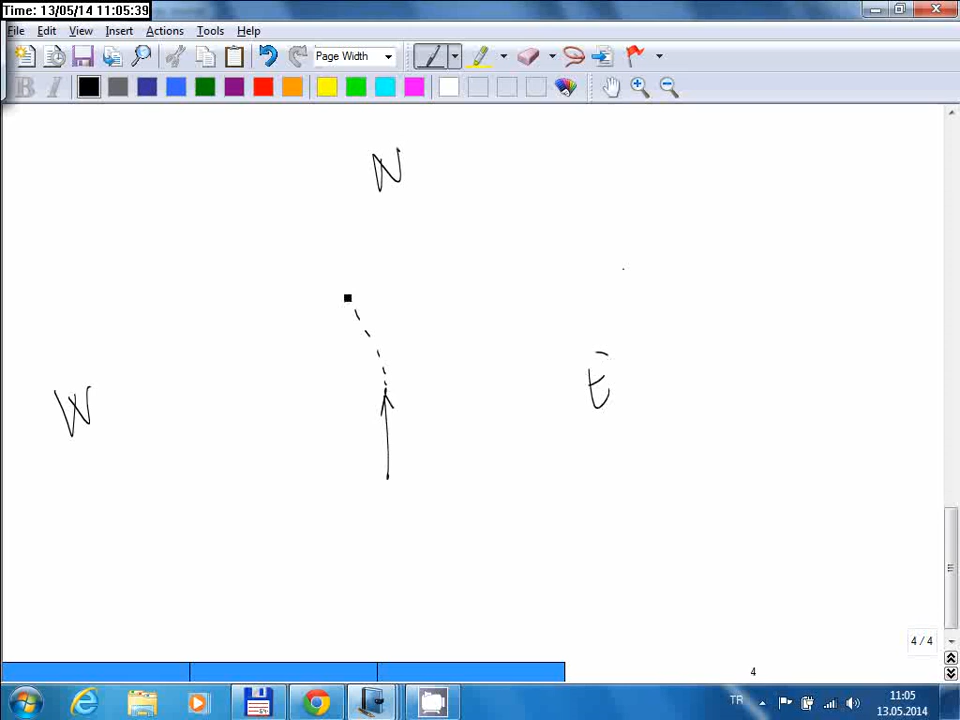 Time: 13/05/14 11:05:39
File Edit View Insert Actions Tools Help
Page Width
B I
N
W
E
4 / 4
4
TR
11:05
13.05.2014